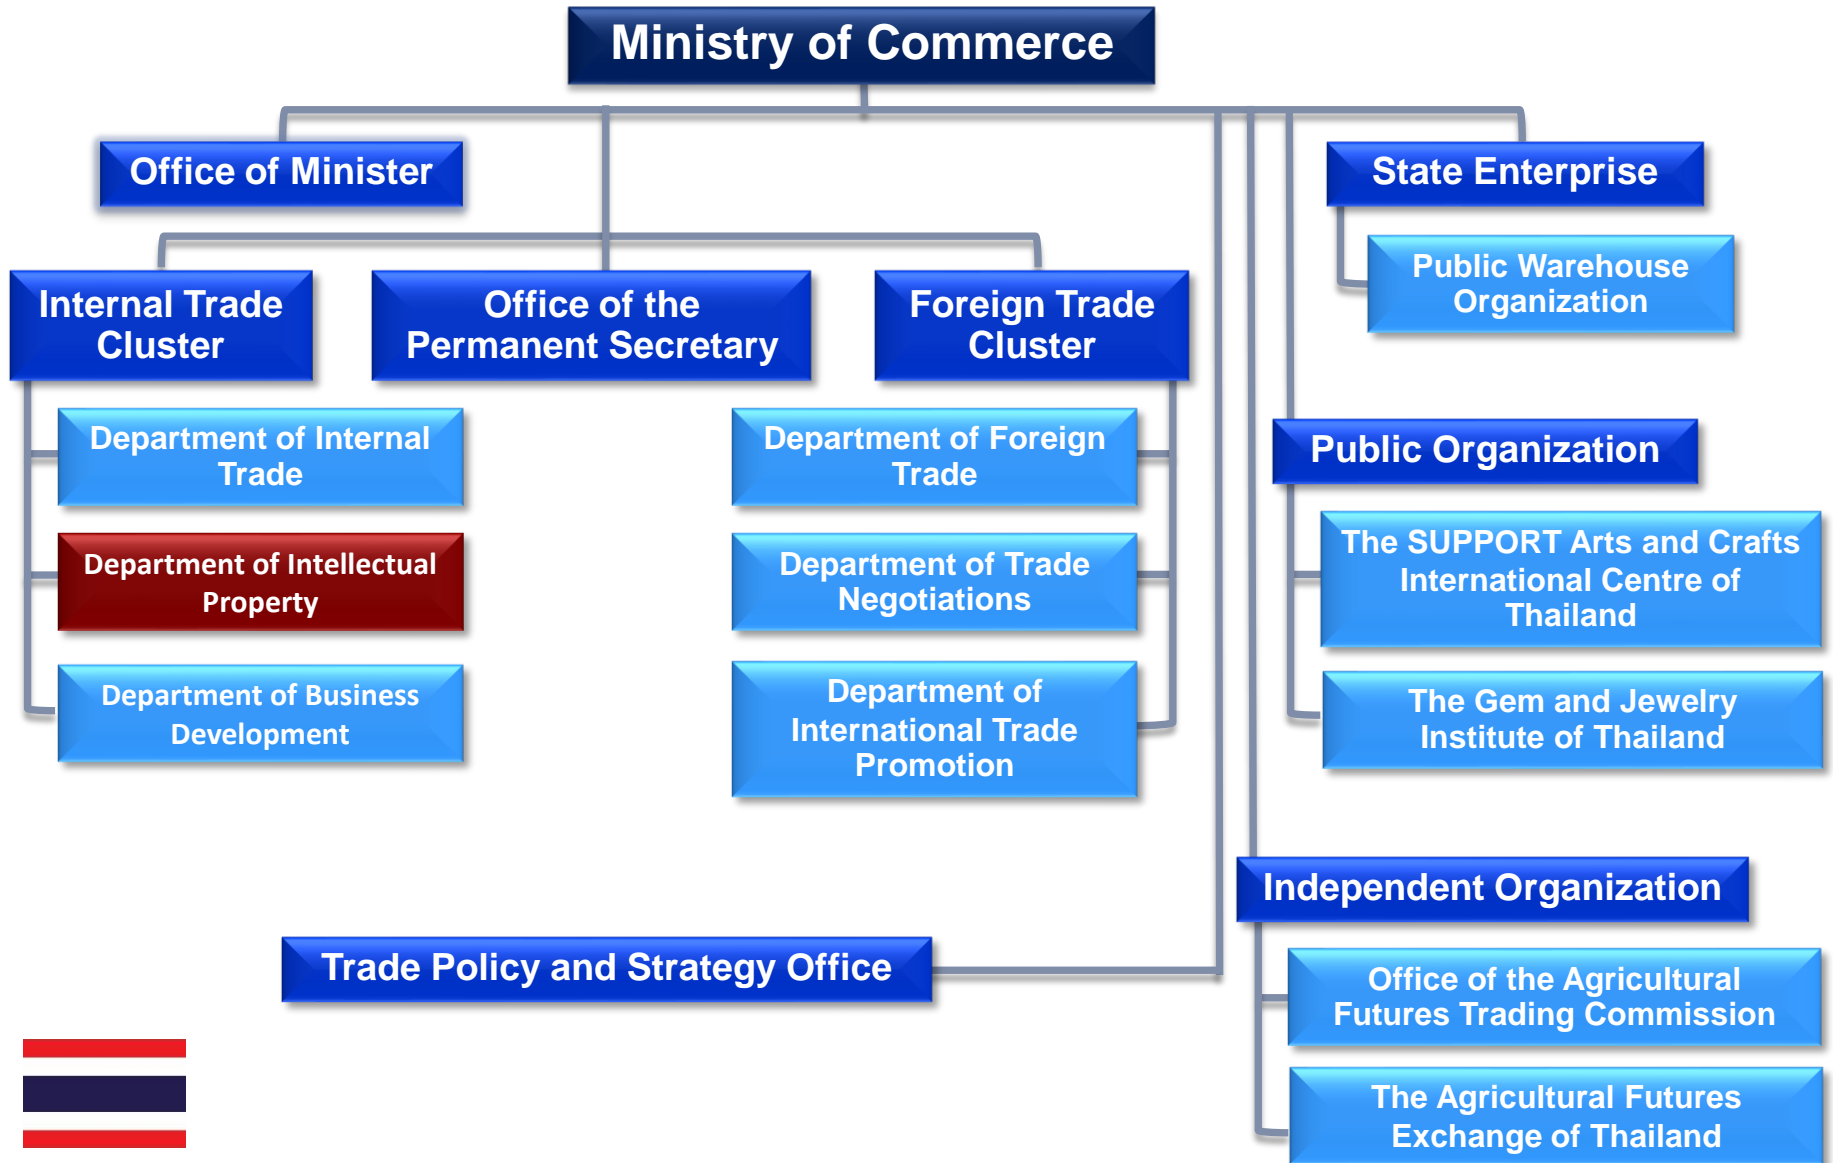 Ministry of Commerce
Office of Minister
State Enterprise
Public Warehouse
Organization
Internal Trade
Cluster
Office of the
Permanent Secretary
Foreign Trade
Cluster
Department of Internal
Trade
Department of Intellectual
Property
Department of Business
Development
Department of Foreign
Trade
Department of Trade
Negotiations
Department of
International Trade
Promotion
Public Organization
The SUPPORT Arts and Crafts
International Centre of
Thailand
The Gem and Jewelry
Institute of Thailand
Independent Organization
Office of the Agricultural
Futures Trading Commission
The Agricultural Futures
Exchange of Thailand
Trade Policy and Strategy Office